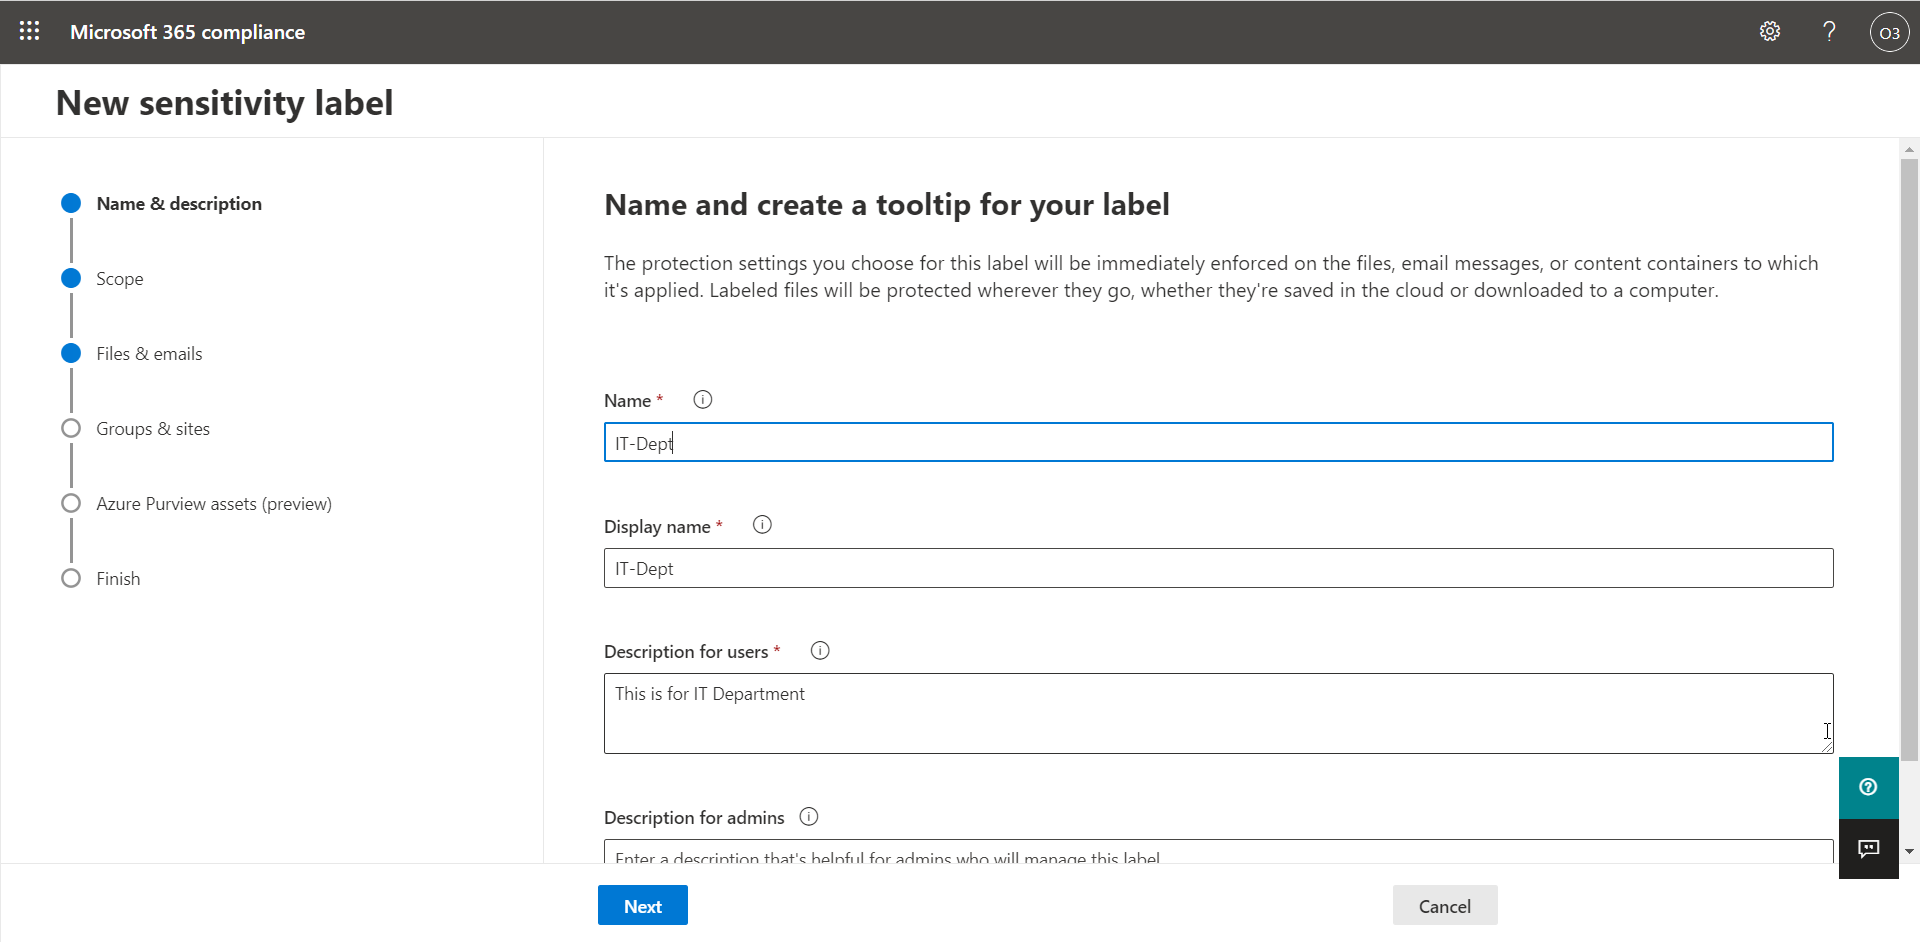 Microsoft 365 compliance
?
O3
New sensitivity label
Name & description
Scope
Files & emails
Groups & sites
Azure Purview assets (preview)
Finish
Name and create a tooltip for your label
The protection settings you choose for this label will be immediately enforced on the files, email messages, or content containers to which
it's applied. Labeled files will be protected wherever they go, whether they're saved in the cloud or downloaded to a computer.
Name *
IT-Dept
Display name *
IT-Dept
Description for users *
This is for IT Department
Description for admins
Enter a description that's helpful for admins who will manage this label
Next
Cancel